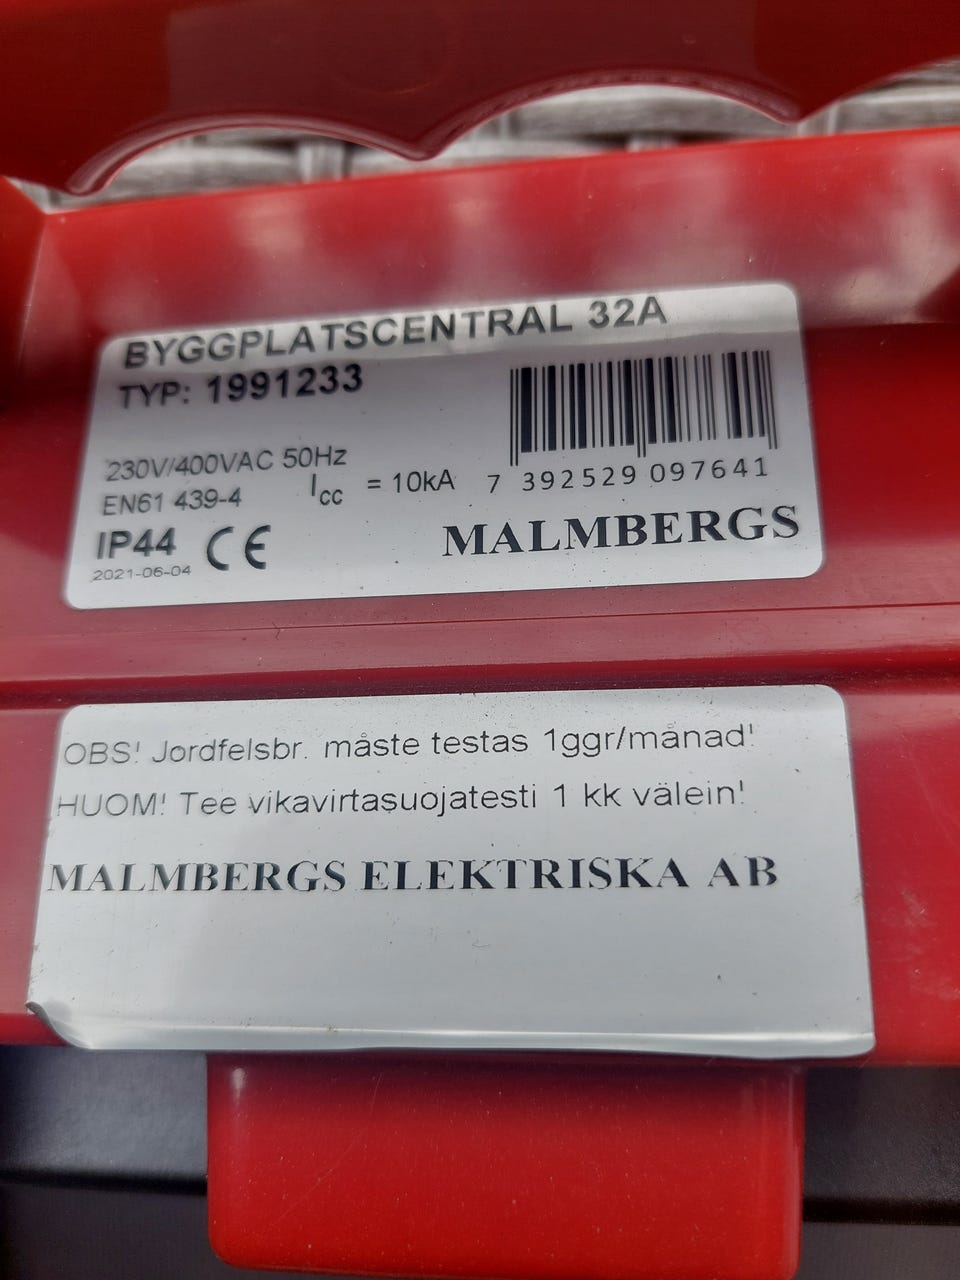 BYGGPLATSCENTRAL 32A
TYP: 1991233
230V/400VAC 50Hz
EN61 439-4 Icc = 10kA
7 392529 097641
IP44 CE
MALMBERGS
2021-06-04
OBS! Jordfelsbr. måste testas 1ggr/månad!
HUOM! Tee vikavirtasuojatesti 1 kk välein!
MALMBERGS ELEKTRISKA AB